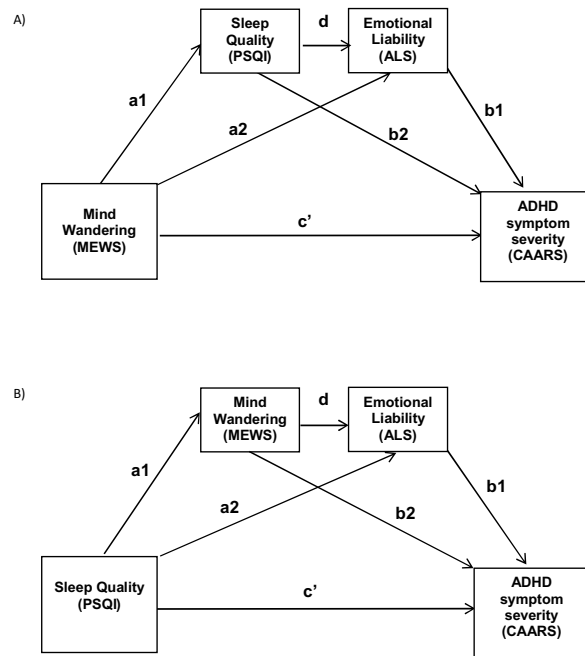 A)
Sleep
Quality
(PSQI)
d
Emotional
Liability
(ALS)
a1
a2
b2
b1
Mind
Wandering
(MEWS)
c’
ADHD
symptom
severity
(CAARS)
B)
Mind
Wandering
(MEWS)
d
Emotional
Liability
(ALS)
a1
a2
b2
b1
Sleep Quality
(PSQI)
c’
ADHD
symptom
severity
(CAARS)